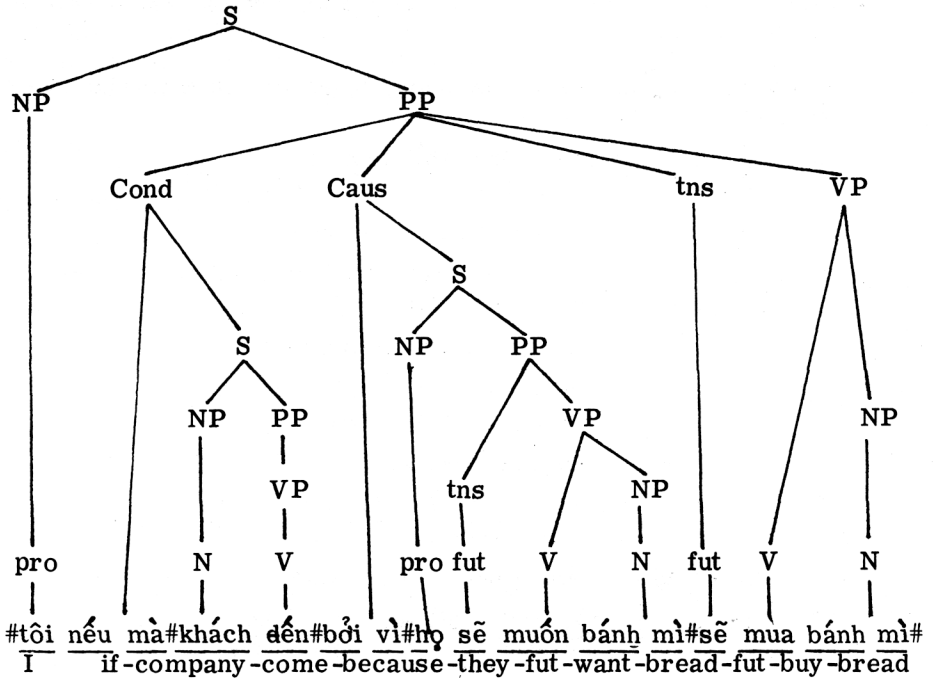 S
NP PP
Cond Caus tns VP
S
S NP PP
NP PP VP NP
VP tns NP
pro N V pro fut V N fut V N
#tôi nếu mà#khách đến#bởi vì#họ sẽ muốn bánh mì#sẽ mua bánh mì#
I if-company-come-because-they-fut-want-bread-fut-buy-bread